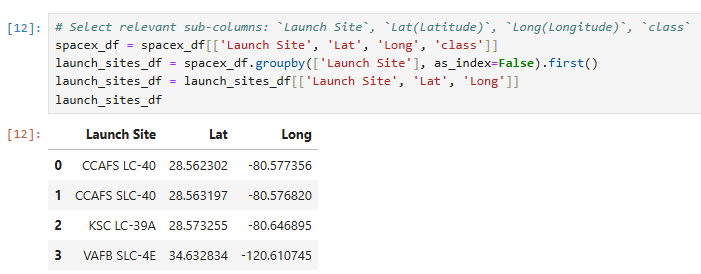 [12]: # Select relevant sub-columns: `Launch Site`, `Lat(Latitude)`, `Long(Longitude)`, `class`
spacex_df = spacex_df[['Launch Site', 'Lat', 'Long', 'class']]
launch_sites_df = spacex_df.groupby(['Launch Site'], as_index=False).first()
launch_sites_df = launch_sites_df[['Launch Site', 'Lat', 'Long']]
launch_sites_df
[12]: Launch Site Lat Long
0 CCAFS LC-40 28.562302 -80.577356
1 CCAFS SLC-40 28.563197 -80.576820
2 KSC LC-39A 28.573255 -80.646895
3 VAFB SLC-4E 34.632834 -120.610745